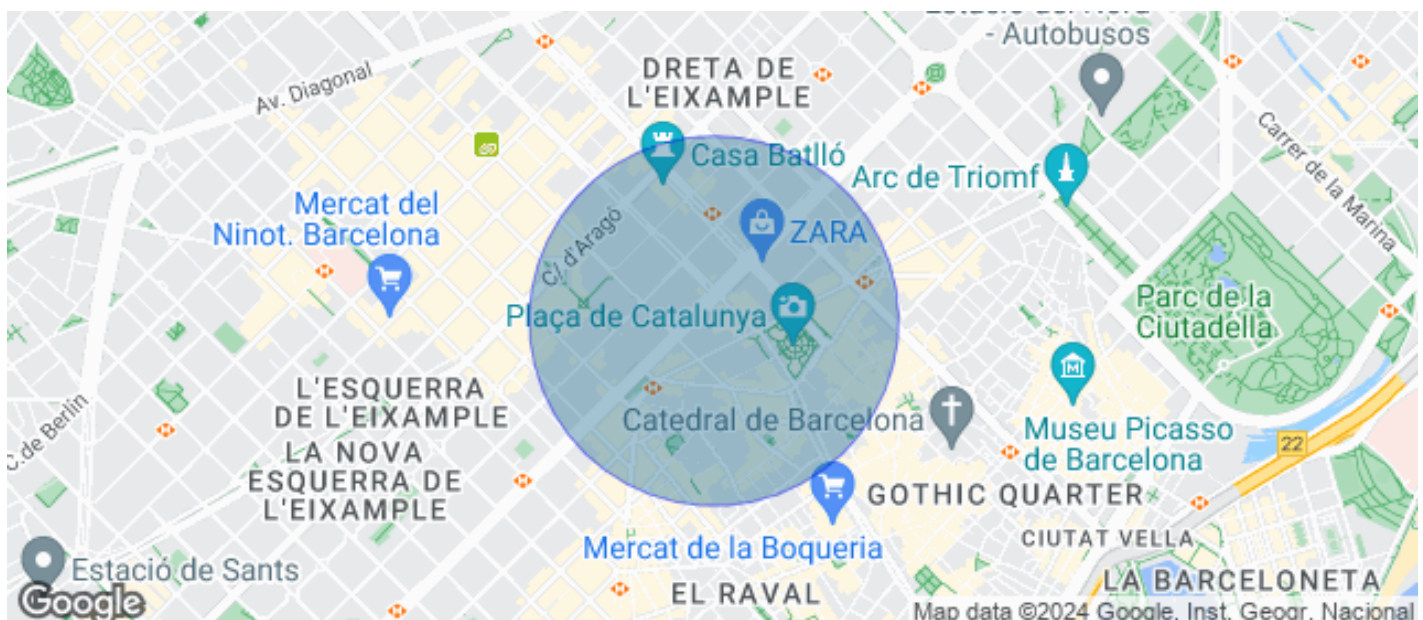 Estació del Nord
- Autobusos
DRETA DE
L'EIXAMPLE
Av. Diagonal
Casa Batlló
Arc de Triomf
Carrer de la Marina
Mercat del
Ninot. Barcelona
C/ d'Aragó
ZARA
Plaça de Catalunya
Parc de la
Ciutadella
L'ESQUERRA
DE L'EIXAMPLE
C. de Berlín
Catedral de Barcelona
Museu Picasso
de Barcelona
22
LA NOVA
ESQUERRA DE
L'EIXAMPLE
GOTHIC QUARTER
CIUTAT VELLA
Mercat de la Boqueria
Estació de Sants
EL RAVAL
LA BARCELONETA
Google
Map data ©2024 Google, Inst. Geogr. Nacional